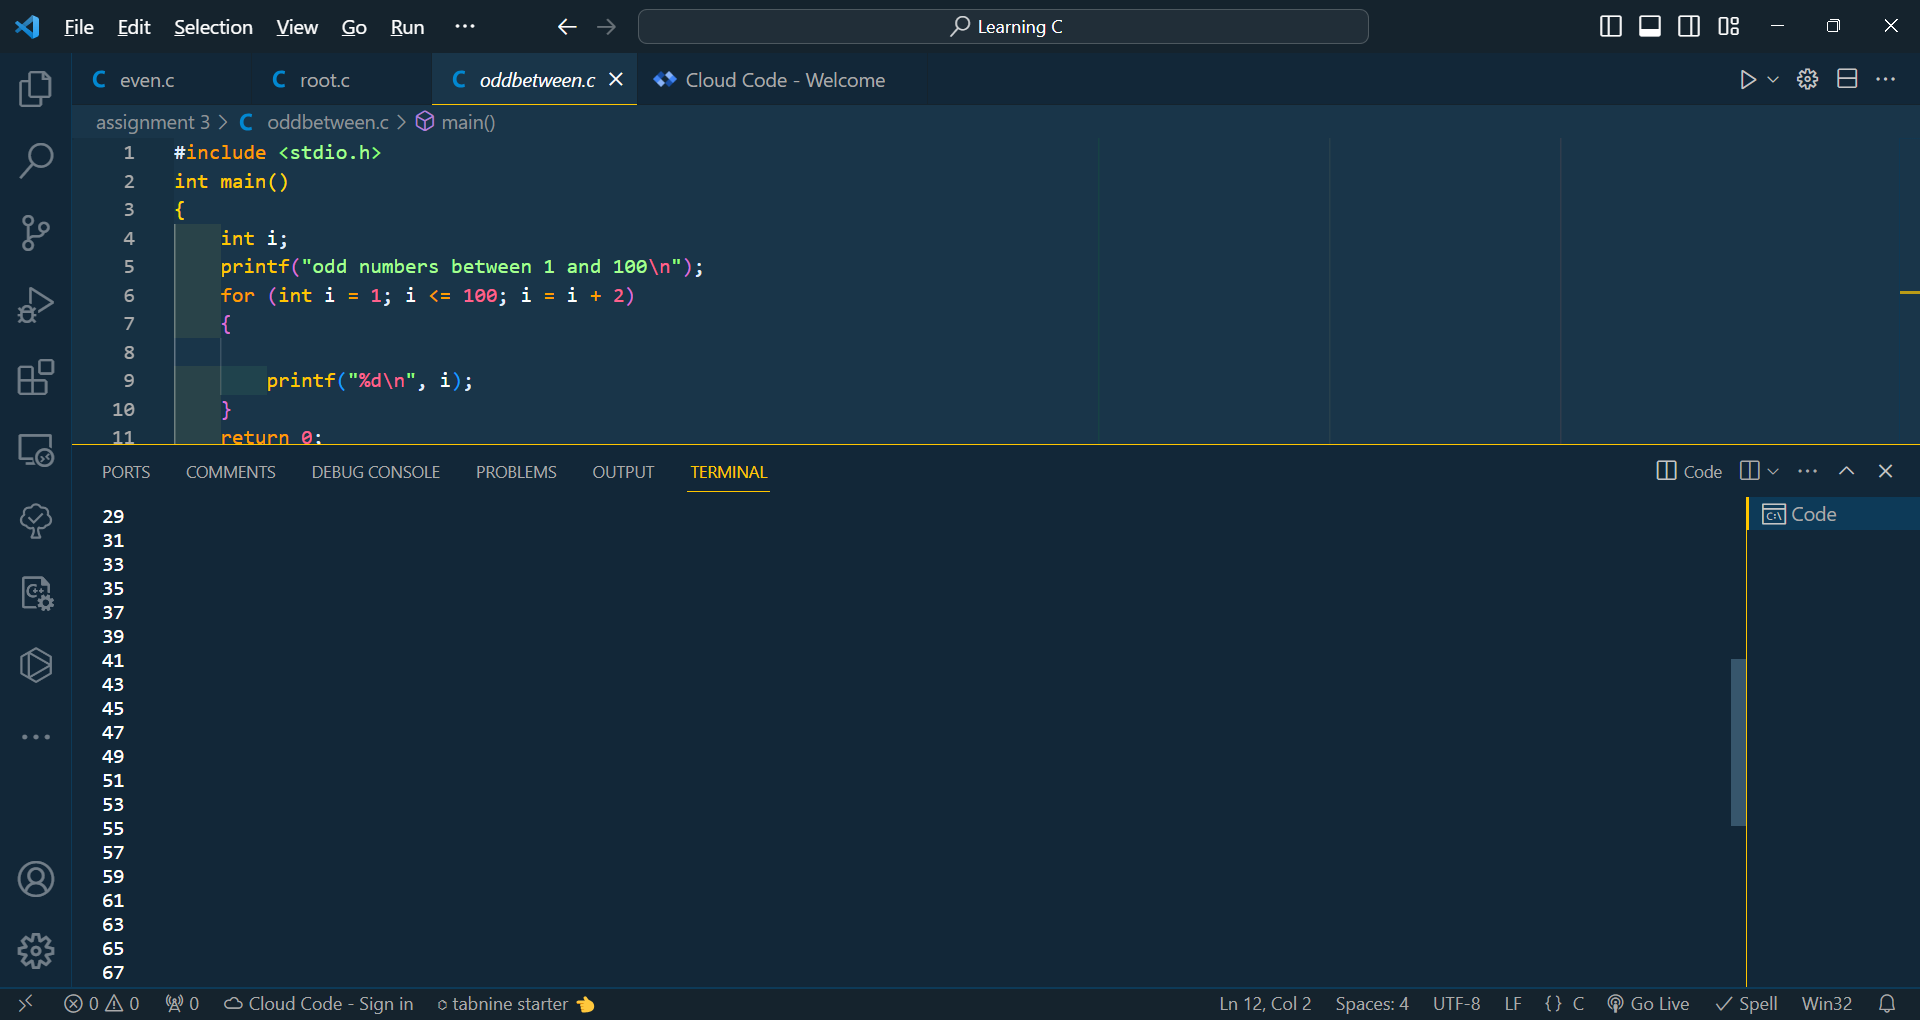 File Edit Selection View Go Run ··· Learning C
even.c root.c oddbetween.c Cloud Code - Welcome
assignment 3 > C oddbetween.c > main()
1 #include <stdio.h>
2 int main()
3 {
4 int i;
5 printf("odd numbers between 1 and 100\n");
6 for (int i = 1; i <= 100; i = i + 2)
7 {
8
9 printf("%d\n", i);
10 }
11 return 0;
PORTS COMMENTS DEBUG CONSOLE PROBLEMS OUTPUT TERMINAL Code
Code
29
31
33
35
37
39
41
43
45
47
49
51
53
55
57
59
61
63
65
67
0 0 0 Cloud Code - Sign in tabnine starter Ln 12, Col 2 Spaces: 4 UTF-8 LF {} C Go Live Spell Win32